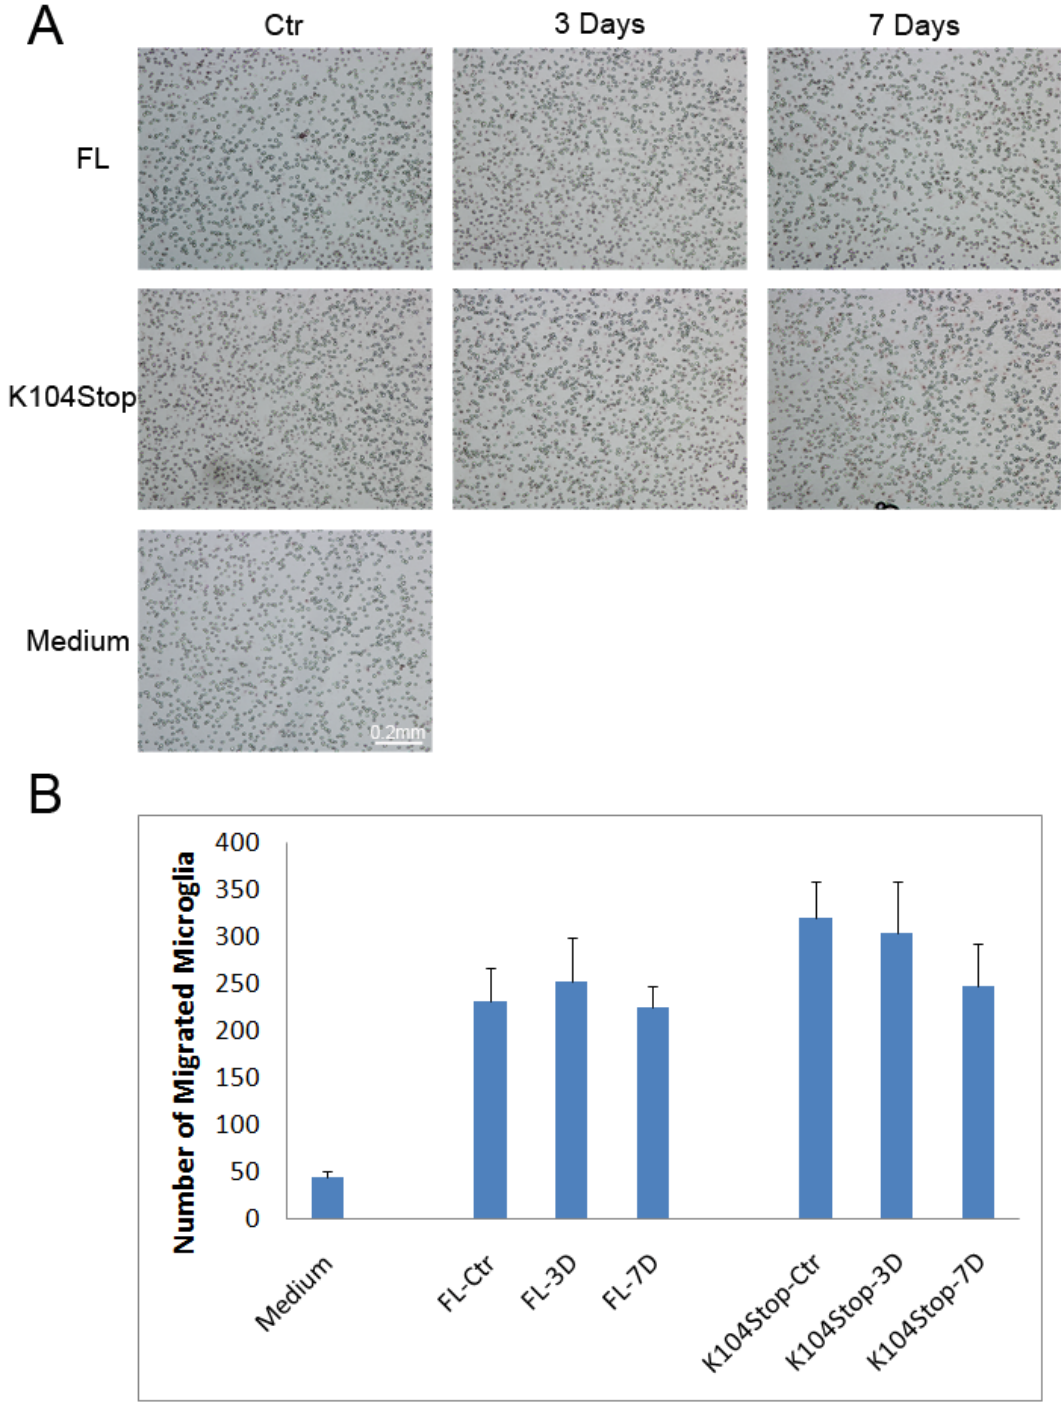 A
Ctr
3 Days
7 Days
FL
K104Stop
Medium
0.2mm
B
Number of Migrated Microglia
400
350
300
250
200
150
100
50
0
Medium
FL-Ctr
FL-3D
FL-7D
K104Stop-Ctr
K104Stop-3D
K104Stop-7D